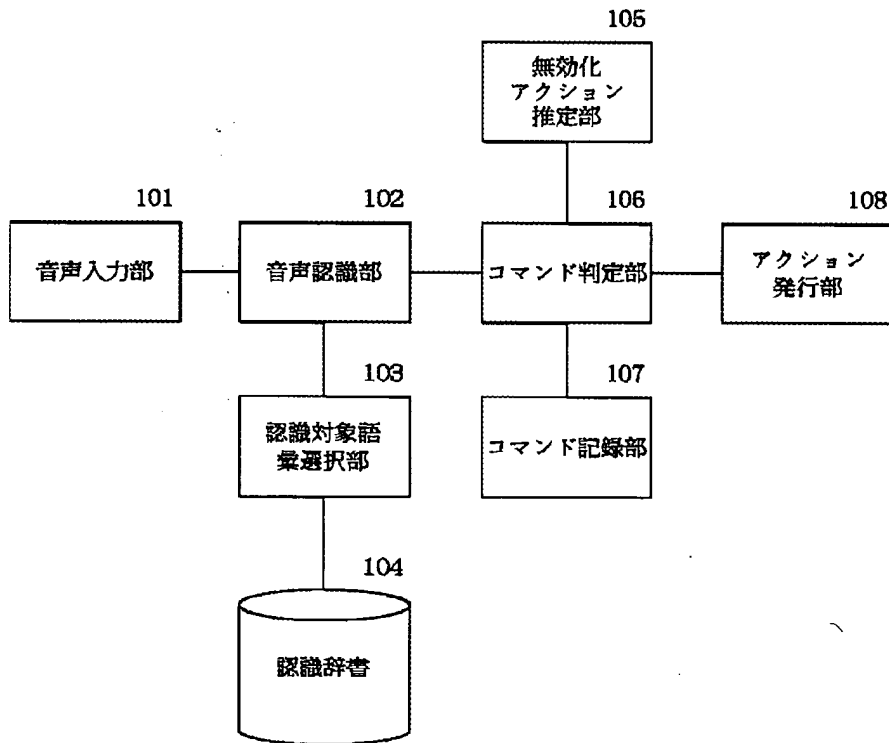 105
無効化
アクション
推定部
101
102
106
108
音声入力部
音声認識部
コマンド判定部
アクション
発行部
103
107
認識対象語
彙選択部
コマンド記録部
104
認識辞書